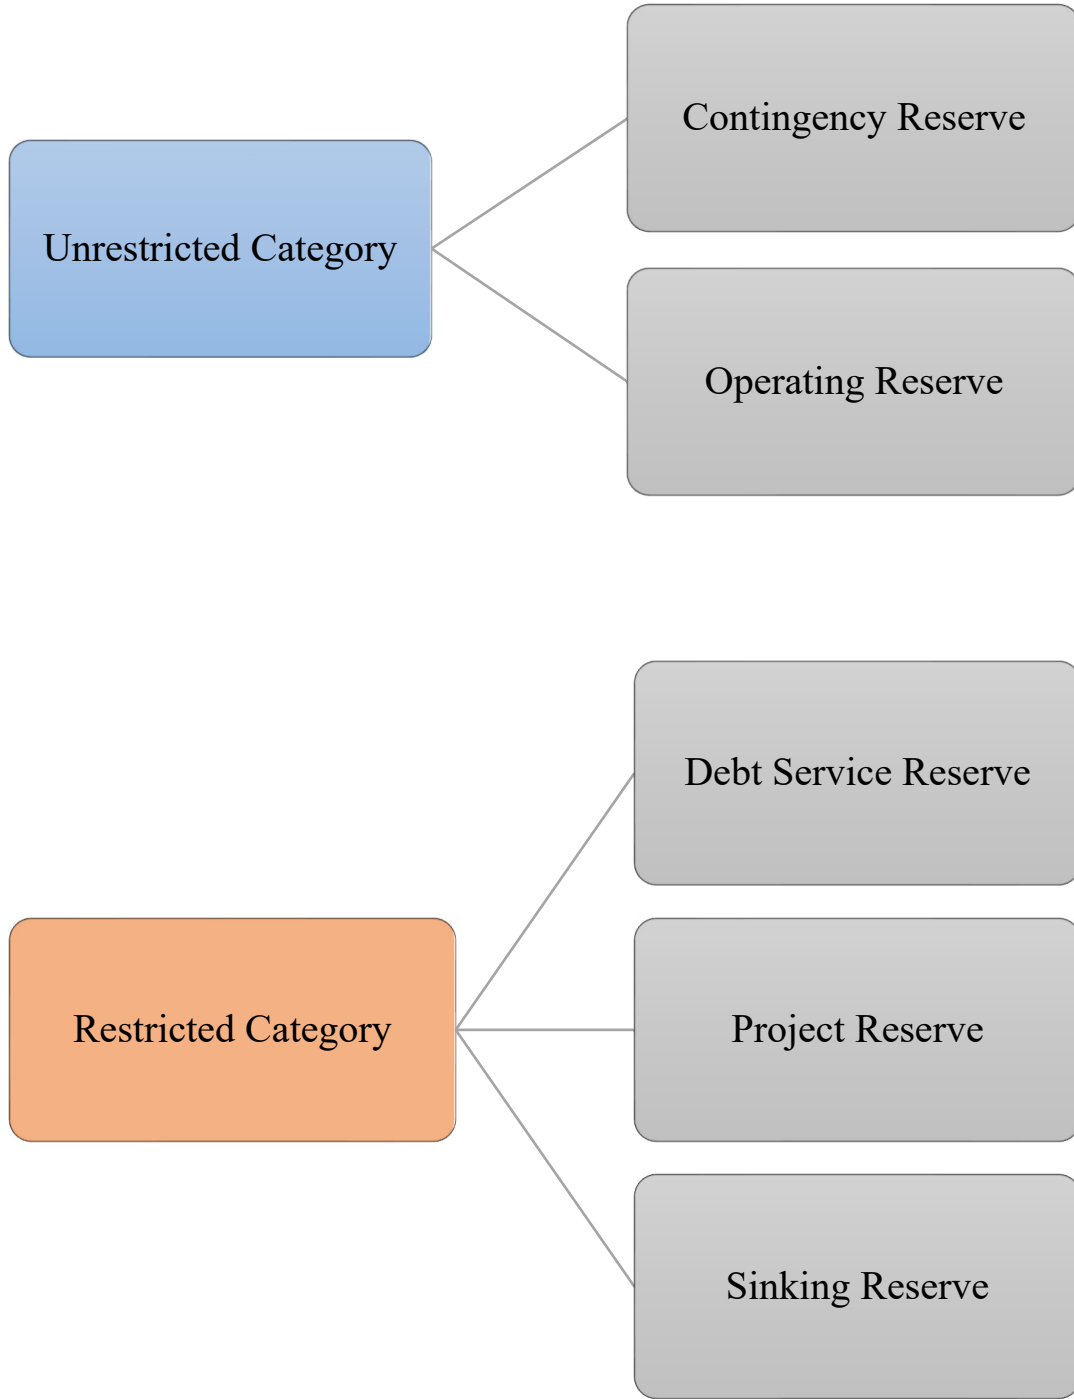 Unrestricted Category
Contingency Reserve
Operating Reserve
Restricted Category
Debt Service Reserve
Project Reserve
Sinking Reserve